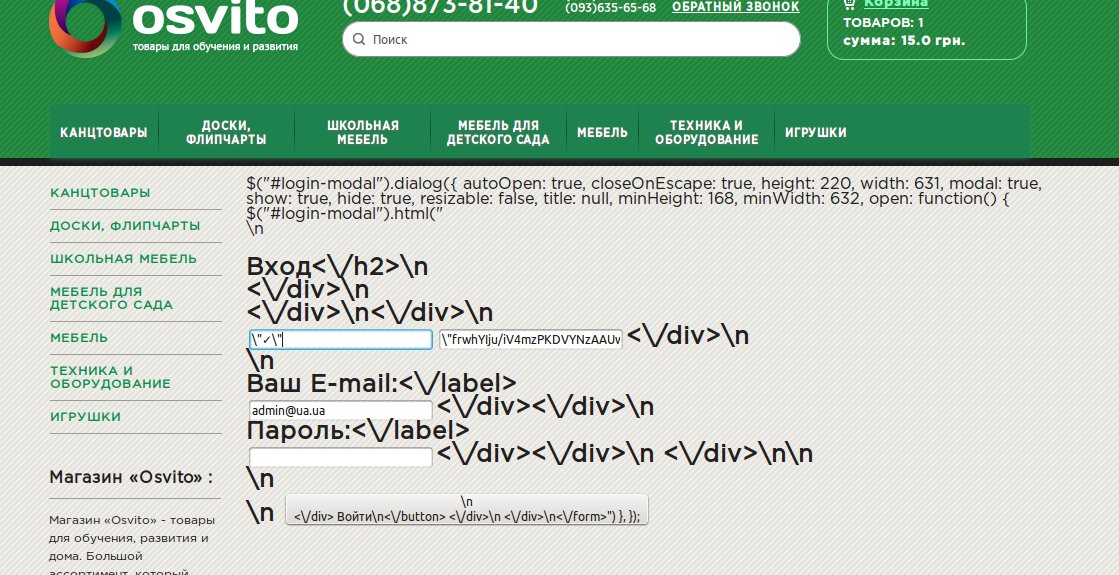 osvito
товары для обучения и развития
(068)873-81-40
(093)635-65-68
ОБРАТНЫЙ ЗВОНОК
Поиск
Корзина
ТОВАРОВ: 1
сумма: 15.0 грн.
КАНЦТОВАРЫ
ДОСКИ,
ФЛИПЧАРТЫ
ШКОЛЬНАЯ
МЕБЕЛЬ
МЕБЕЛЬ ДЛЯ
ДЕТСКОГО САДА
МЕБЕЛЬ
ТЕХНИКА И
ОБОРУДОВАНИЕ
ИГРУШКИ
КАНЦТОВАРЫ
ДОСКИ, ФЛИПЧАРТЫ
ШКОЛЬНАЯ МЕБЕЛЬ
МЕБЕЛЬ ДЛЯ
ДЕТСКОГО САДА
МЕБЕЛЬ
ТЕХНИКА И
ОБОРУДОВАНИЕ
ИГРУШКИ
Магазин «Osvito» :
Магазин «Osvito» - товары
для обучения, развития и
дома. Большой
ассортимент, который
$("#login-modal").dialog({ autoOpen: true, closeOnEscape: true, height: 220, width: 631, modal: true,
show: true, hide: true, resizable: false, title: null, minHeight: 168, minWidth: 632, open: function() {
$("#login-modal").html("
\n
Вход<\/h2>\n
<\/div>\n
<\/div>\n<\/div>\n
\"✓\" \"frwhYIju/iV4mzPKDVYNzAAUv <\/div>\n
\n
Ваш E-mail:<\/label>
admin@ua.ua <\/div><\/div>\n
Пароль:<\/label>
<\/div><\/div>\n <\/div>\n\n
\n
\n \n
<\/div> Войти\n<\/button> <\/div>\n <\/div>\n<\/form>") }, });